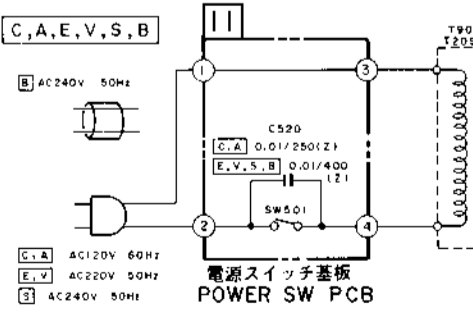 C,A,E,V,S,B
11
T90
T205
B AC240V 50Hz
1
3
C520
C,A 0.01/250(Z)
E,V,S,B 0.01/400
(Z)
SW501
2
4
C,A AC120V 60Hz
E,V AC220V 50Hz
S AC240V 50Hz
電源スイッチ基板
POWER SW PCB